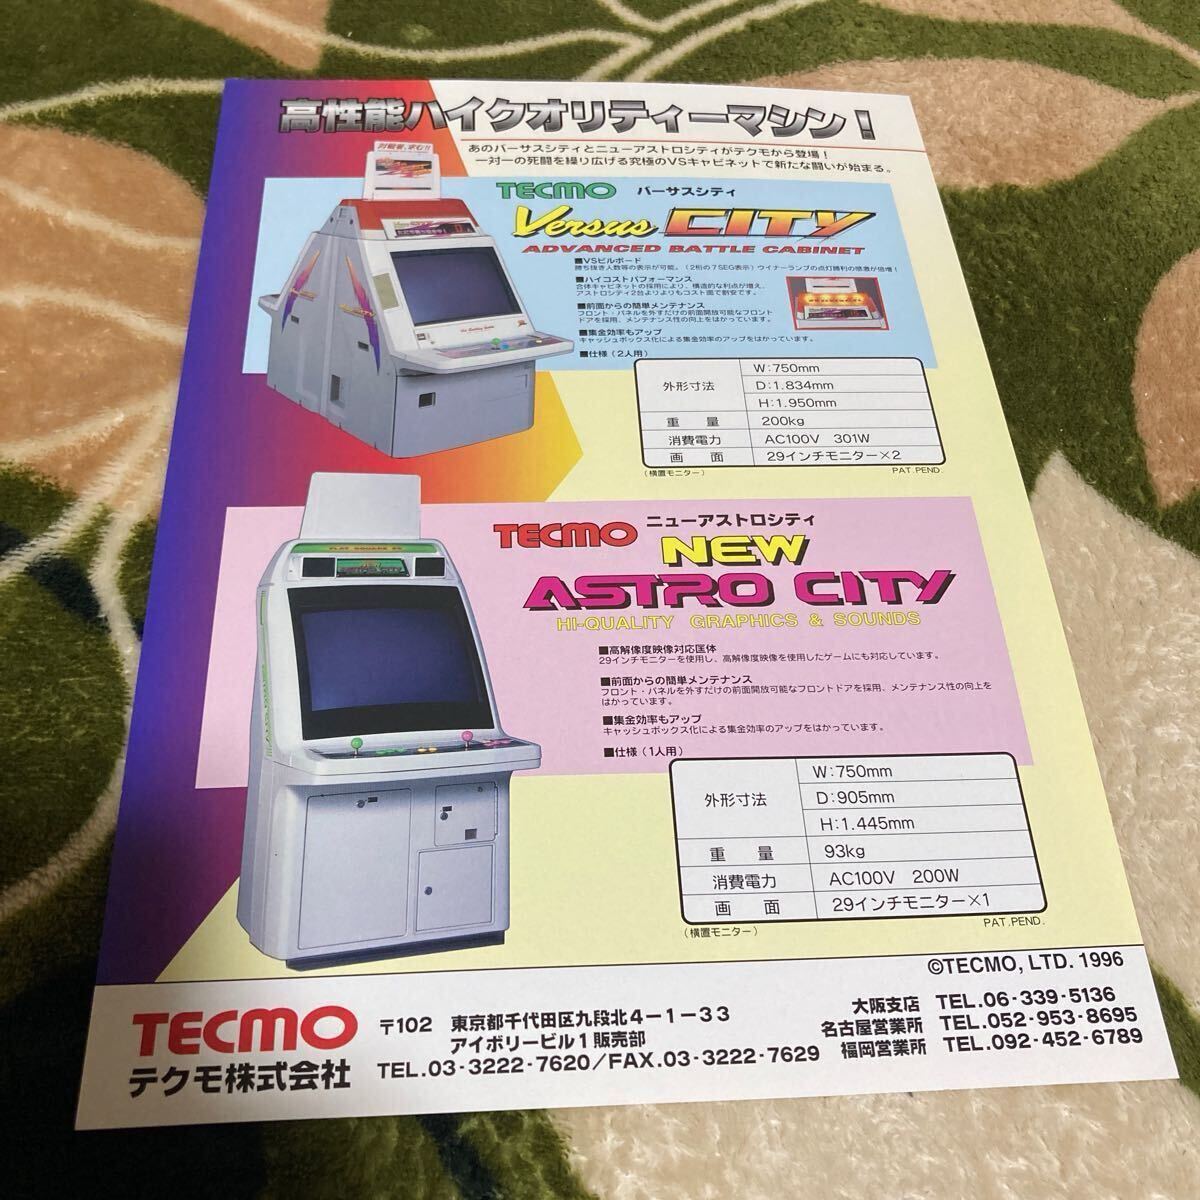 高性能ハイクオリティーマシン！
あのバーサスシティとニューアストロシティがテクモから登場！
一対一の死闘を繰り広げる究極のVSキャビネットで新たな闘いが始まる。
対戦者、求む!!
TECMO バーサスシティ
Versus CITY
ADVANCED BATTLE CABINET
■VSビルボード
勝ち抜き人数等の表示が可能。(2桁の7SEG表示)ウイナーランプの点灯勝利の感激が倍増！
■ハイコストパフォーマンス
合体キャビネットの採用により、構造的な利点が増え、
アストロシティ2台よりよりもコスト面で割安です。
■前面からの簡単メンテナンス
フロント・パネルを外すだけの前面開放可能なフロント
ドアを採用、メンテナンス性の向上をはかっています。
■集金効率もアップ
キャッシュボックス化による集金効率のアップをはかっています。
■仕様(2人用)
外形寸法
W:750mm
D:1.834mm
H:1.950mm
重量 200kg
消費電力 AC100V 301W
画面 29インチモニター×2
(横置モニター)
PAT.PEND.
TECMO ニューアストロシティ
NEW
ASTRO CITY
HI-QUALITY GRAPHICS & SOUNDS
■高解像度映像対応匡体
29インチモニターを使用し、高解像度映像を使用したゲームにも対応しています。
■前面からの簡単メンテナンス
フロント・パネルを外すだけの前面開放可能なフロントドアを採用、メンテナンス性の向上を
はかっています。
■集金効率もアップ
キャッシュボックス化による集金効率のアップをはかっています。
■仕様(1人用)
外形寸法
W:750mm
D:905mm
H:1.445mm
重量 93kg
消費電力 AC100V 200W
画面 29インチモニター×1
(横置モニター)
PAT.PEND.
©TECMO, LTD. 1996
TECMO
テクモ株式会社
〒102 東京都千代田区九段北4-1-33
アイボリービル1販売部
TEL.03-3222-7620/FAX.03-3222-7629
大阪支店 TEL.06-339-5136
名古屋営業所 TEL.052-953-8695
福岡営業所 TEL.092-452-6789